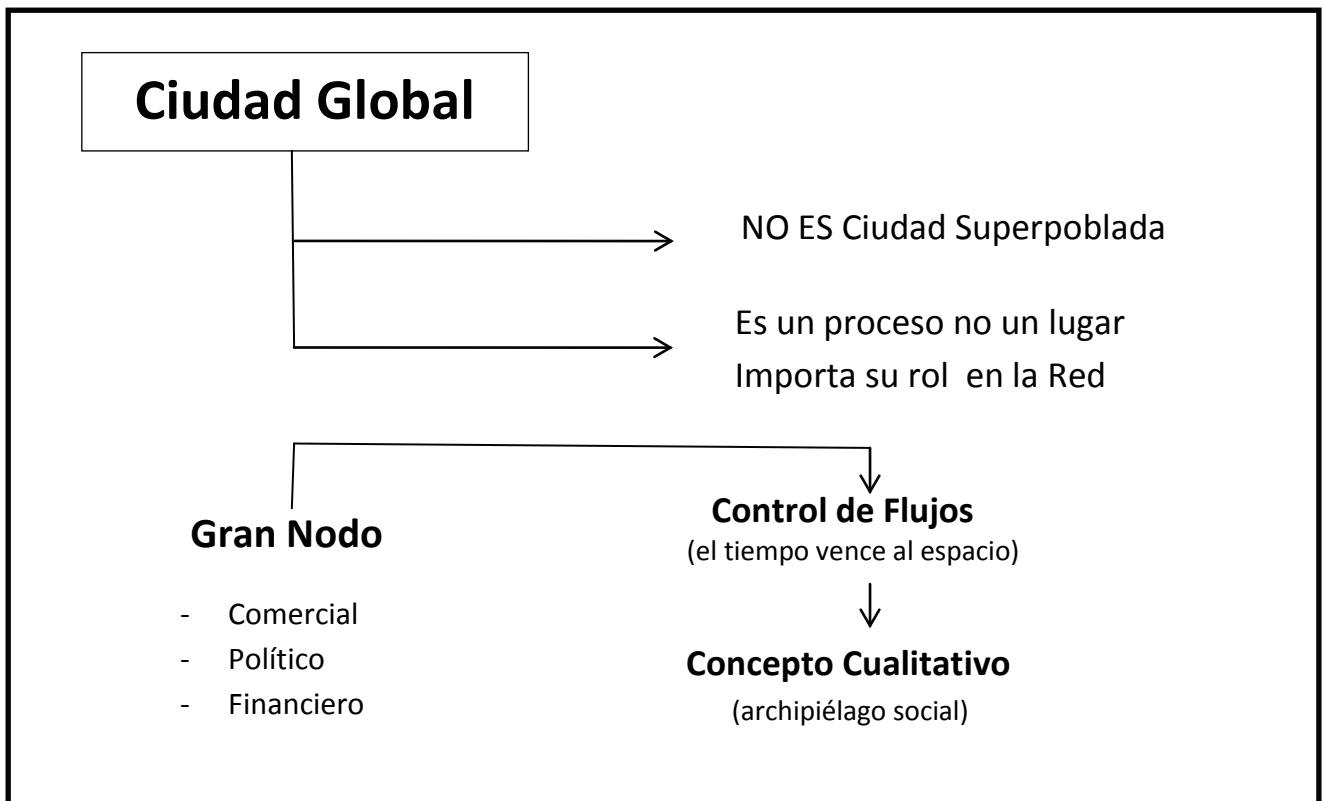 Ciudad Global
NO ES Ciudad Superpoblada
Es un proceso no un lugar
Importa su rol en la Red
Gran Nodo
- Comercial
- Político
- Financiero
Control de Flujos
(el tiempo vence al espacio)
Concepto Cualitativo
(archipiélago social)